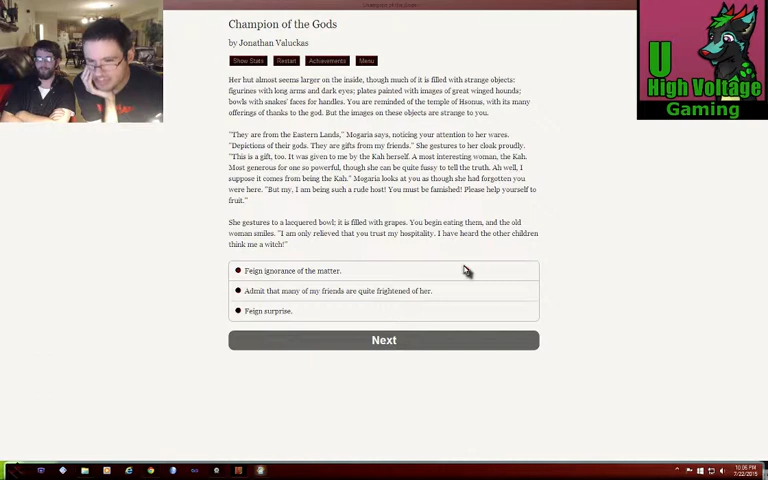 Champion of the Gods
Champion of the Gods
by Jonathan Valuckas
Show Stats Restart Achievements Menu
Her hut almost seems larger on the inside, though much of it is filled with strange objects:
figurines with long arms and dark eyes; plates painted with images of great winged hounds;
bowls with snakes' faces for handles. You are reminded of the temple of Hsonus, with its many
offerings of thanks to the god. But the images on these objects are strange to you.
"They are from the Eastern Lands," Mogaria says, noticing your attention to her wares.
"Depictions of their gods. They are gifts from my friends." She gestures to her cloak proudly.
"This is a gift, too. It was given to me by the Kah herself. A most interesting woman, the Kah.
Most generous for one so powerful, though she can be quite fussy to tell the truth. Ah well, I
suppose it comes from being the Kah." Mogaria looks at you as though she had forgotten you
were here. "But my, I am being such a rude host! You must be famished! Please help yourself to
fruit."
She gestures to a lacquered bowl; it is filled with grapes. You begin eating them, and the old
woman smiles. "I am only relieved that you trust my hospitality. I have heard the other children
think me a witch!"
Feign ignorance of the matter.
Admit that many of my friends are quite frightened of her.
Feign surprise.
Next
U
High Voltage
Gaming
10:06 PM
7/22/2015